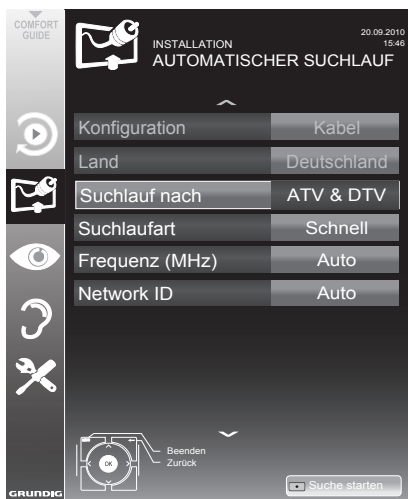 COMFORT
GUIDE
INSTALLATION
AUTOMATISCHER SUCHLAUF
20.09.2010
15:46
Konfiguration Kabel
Land Deutschland
Suchlauf nach ATV & DTV
Suchlaufart Schnell
Frequenz (MHz) Auto
Network ID Auto
OK
Beenden
Zurück
Suche starten
GRUNDIG